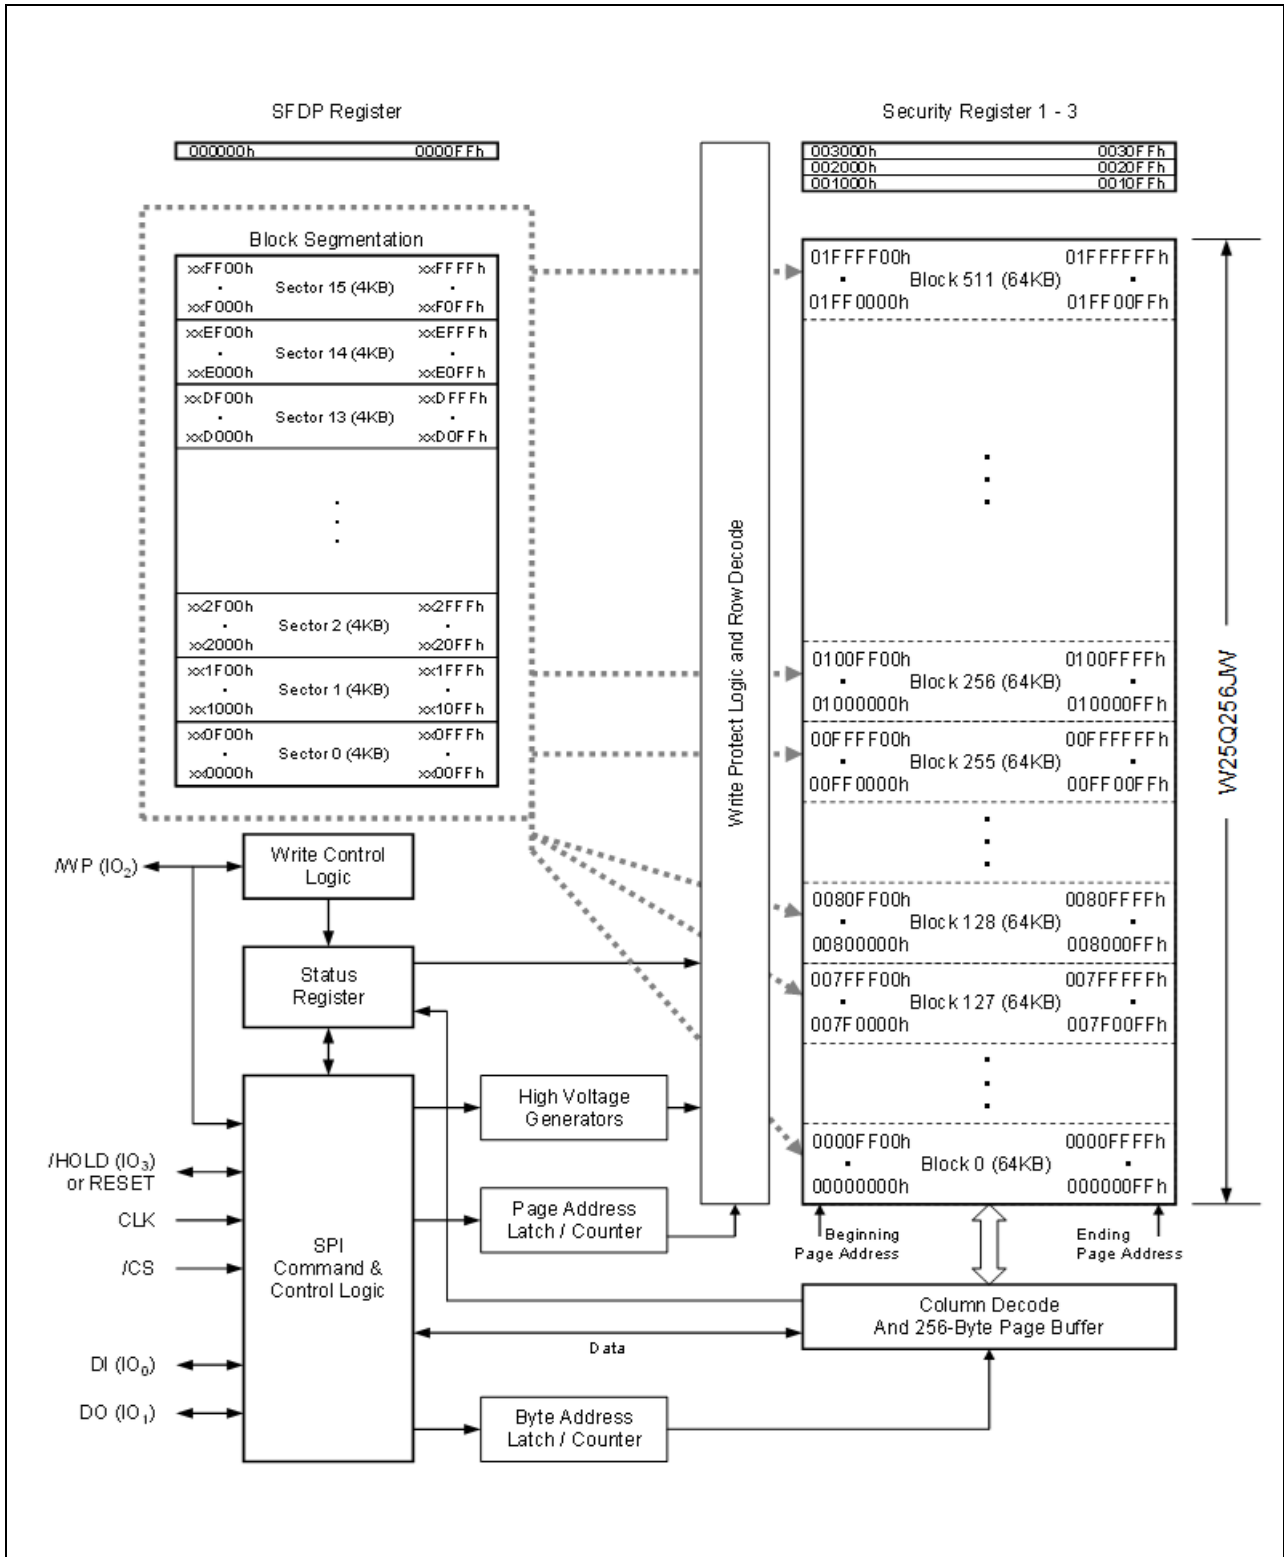 SFDP Register
000000h 0000FFh
Security Register 1 - 3
003000h 0030FFh
002000h 0020FFh
001000h 0010FFh
Block Segmentation
xxFF00h xxFFFFh
Sector 15 (4KB)
xxF000h xxF0FFh
xxEF00h xxEFFFh
Sector 14 (4KB)
xxE000h xxE0FFh
xxDF00h xxDFFFh
Sector 13 (4KB)
xxD000h xxD0FFh
xx2F00h xx2FFFh
Sector 2 (4KB)
xx2000h xx20FFh
xx1F00h xx1FFFh
Sector 1 (4KB)
xx1000h xx10FFh
xx0F00h xx0FFFh
Sector 0 (4KB)
xx0000h xx00FFh
Write Protect Logic and Row Decode
01FFFF00h 01FFFFFFh
Block 511 (64KB)
01FF0000h 01FF00FFh
0100FF00h 0100FFFFh
Block 256 (64KB)
01000000h 010000FFh
00FFFF00h 00FFFFFFh
Block 255 (64KB)
00FF0000h 00FF00FFh
0080FF00h 0080FFFFh
Block 128 (64KB)
00800000h 008000FFh
007FFF00h 007FFFFFh
Block 127 (64KB)
007F0000h 007F00FFh
0000FF00h 0000FFFFh
Block 0 (64KB)
00000000h 000000FFh
W25Q256JW
Beginning
Page Address
Ending
Page Address
/WP (IO2)
Write Control
Logic
Status
Register
High Voltage
Generators
/HOLD (IO3)
or RESET
CLK
/CS
Page Address
Latch / Counter
SPI
Command &
Control Logic
Column Decode
And 256-Byte Page Buffer
Data
DI (IO0)
DO (IO1)
Byte Address
Latch / Counter